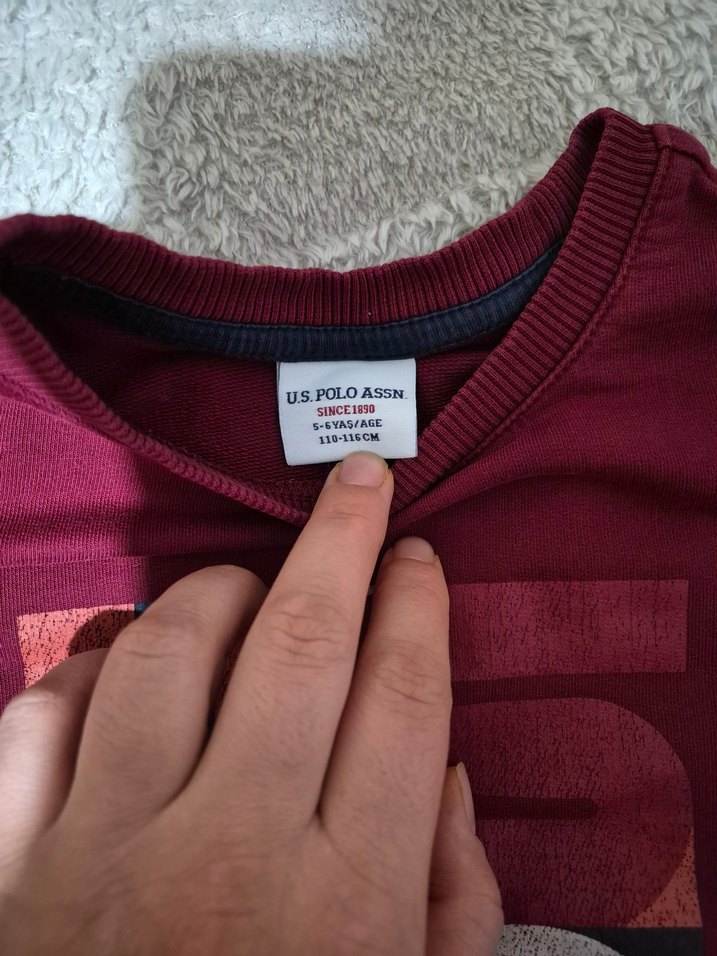 U.S. POLO ASSN.
SINCE 1890
5-6 YAŞ/AGE
110-116 CM